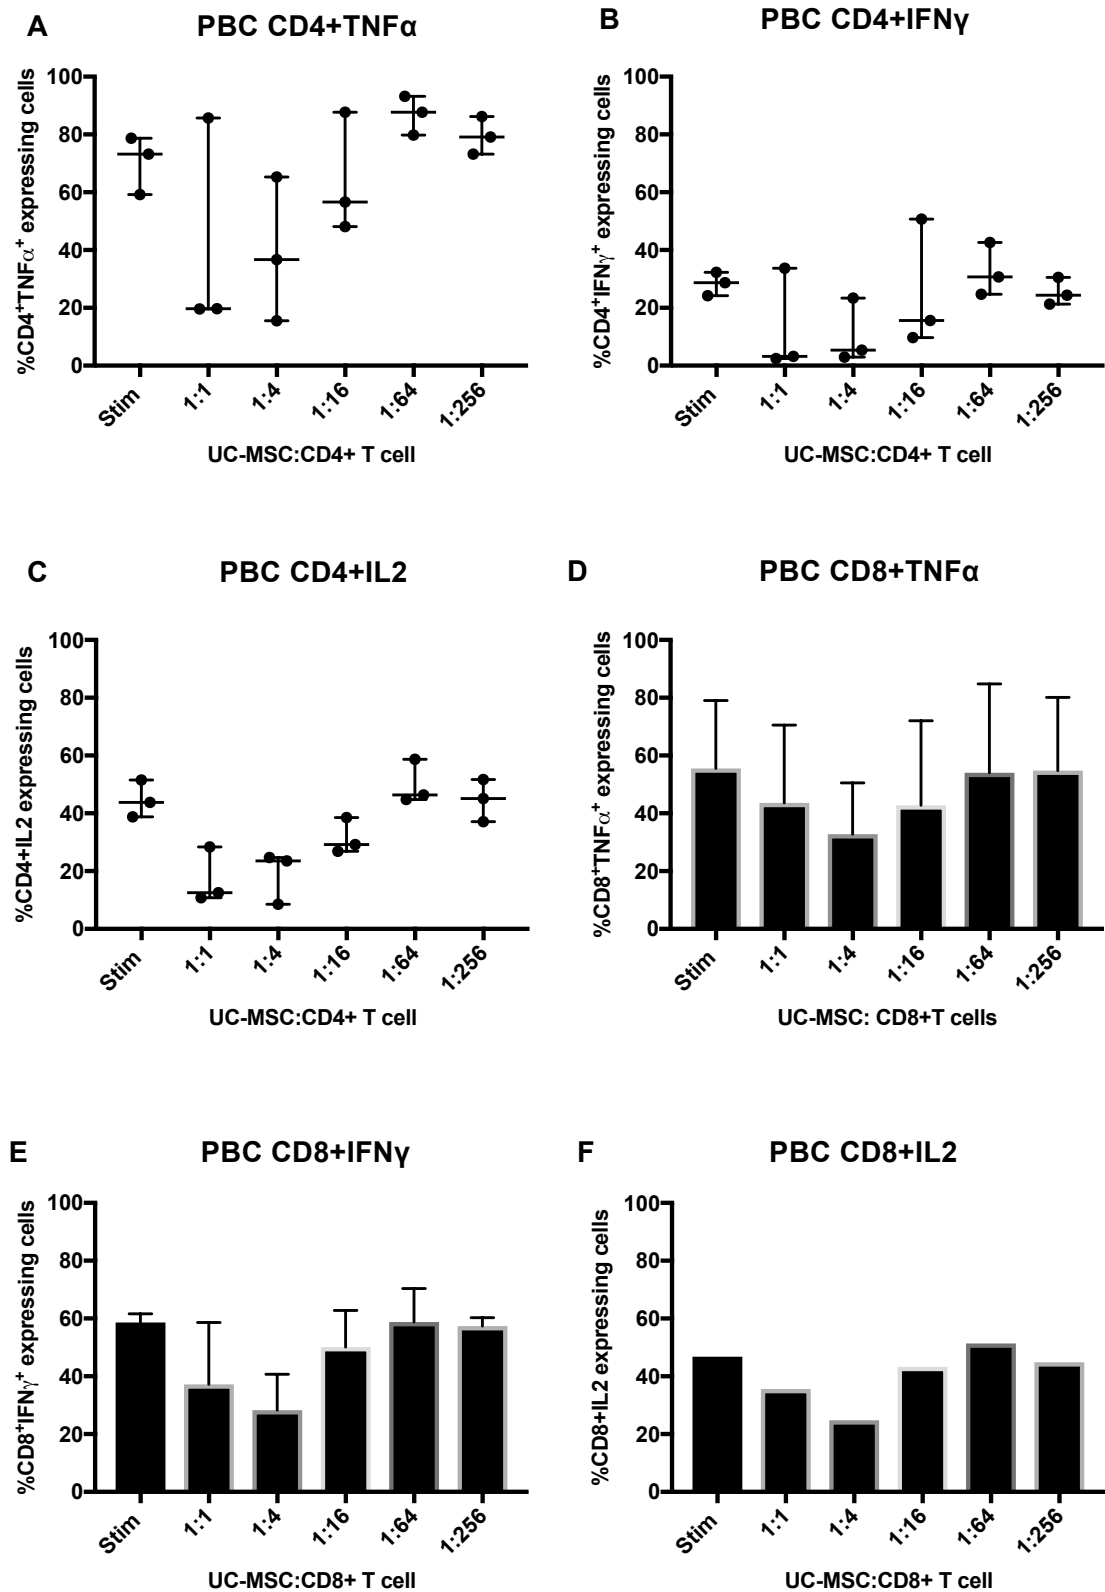 A
PBC CD4+TNFα
%CD4⁺TNFα⁺ expressing cells
100
80
60
40
20
0
Stim
1:1
1:4
1:16
1:64
1:256
UC-MSC:CD4+ T cell
B
PBC CD4+IFNγ
%CD4⁺IFNγ⁺ expressing cells
100
80
60
40
20
0
Stim
1:1
1:4
1:16
1:64
1:256
UC-MSC:CD4+ T cell
C
PBC CD4+IL2
%CD4+IL2 expressing cells
100
80
60
40
20
0
Stim
1:1
1:4
1:16
1:64
1:256
UC-MSC:CD4+ T cell
D
PBC CD8+TNFα
%CD8⁺TNFα⁺ expressing cells
100
80
60
40
20
0
Stim
1:1
1:4
1:16
1:64
1:256
UC-MSC: CD8+T cells
E
PBC CD8+IFNγ
%CD8⁺IFNγ⁺ expressing cells
100
80
60
40
20
0
Stim
1:1
1:4
1:16
1:64
1:256
UC-MSC:CD8+ T cell
F
PBC CD8+IL2
%CD8+IL2 expressing cells
100
80
60
40
20
0
Stim
1:1
1:4
1:16
1:64
1:256
UC-MSC:CD8+ T cell